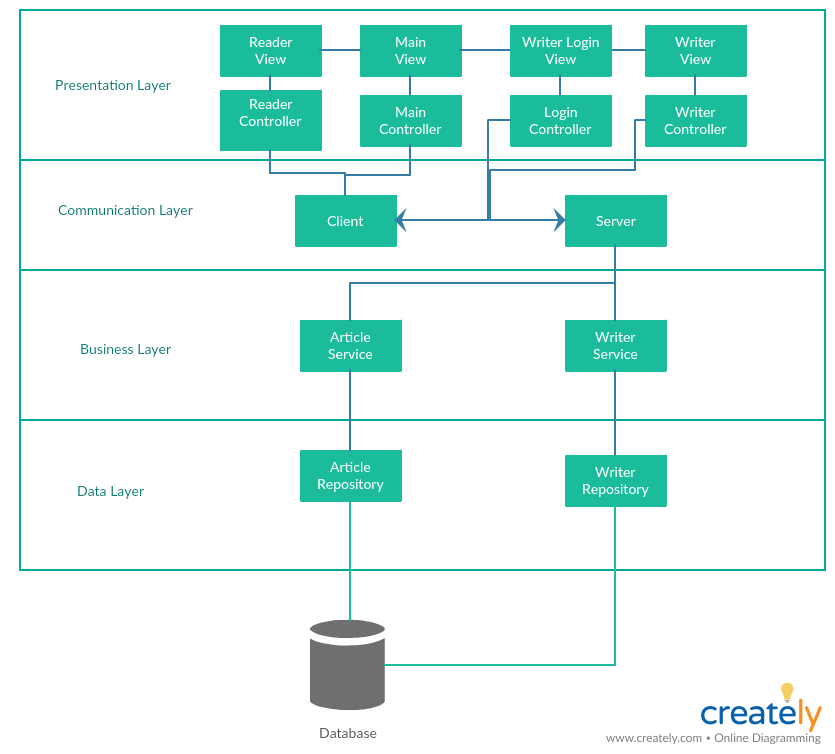 Reader
View
Main
View
Writer Login
View
Writer
View
Presentation Layer
Reader
Controller
Main
Controller
Login
Controller
Writer
Controller
Communication Layer
Client
Server
Business Layer
Article
Service
Writer
Service
Data Layer
Article
Repository
Writer
Repository
Database
creately
www.creately.com • Online Diagramming